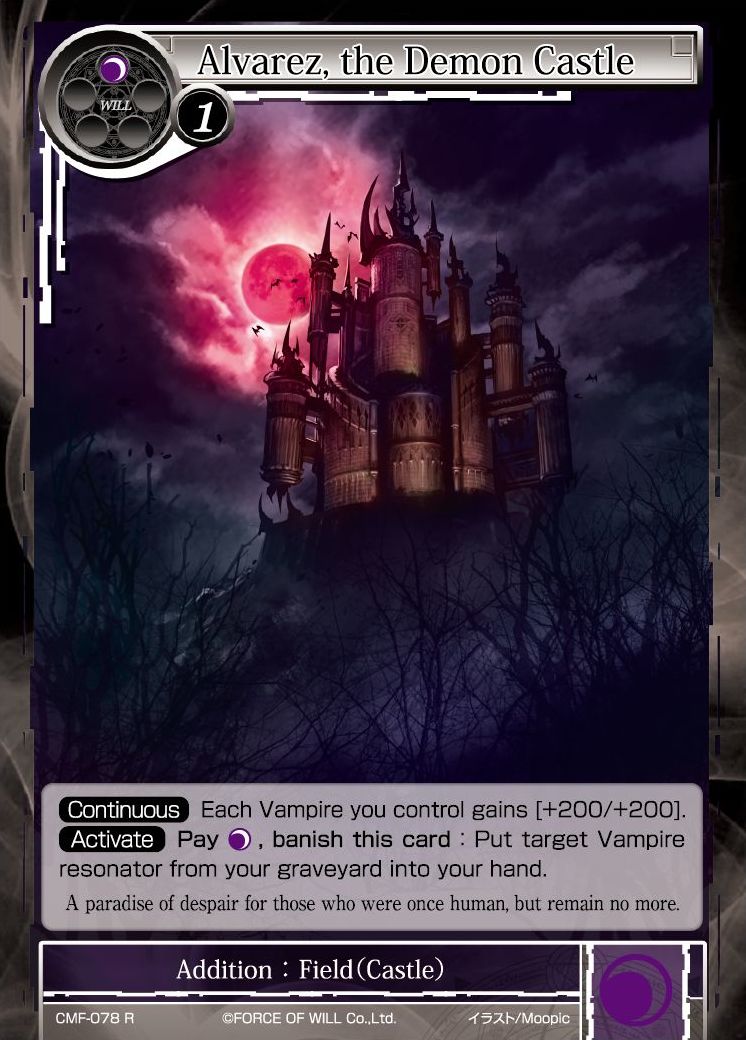 Alvarez, the Demon Castle
WILL
1
Continuous Each Vampire you control gains [+200/+200].
Activate Pay , banish this card : Put target Vampire
resonator from your graveyard into your hand.
A paradise of despair for those who were once human, but remain no more.
Addition : Field(Castle)
CMF-078 R ©FORCE OF WILL Co.,Ltd. イラスト/Moopic